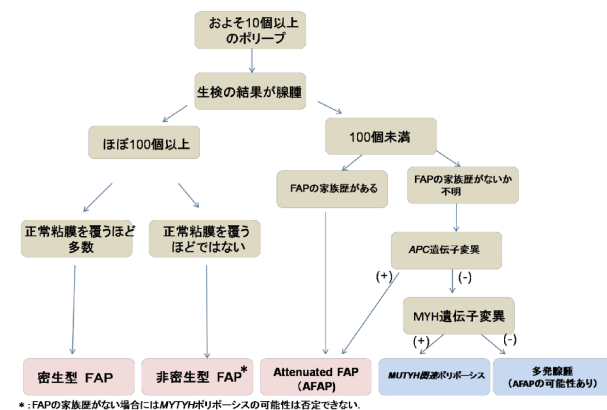 およそ10個以上
のポリープ
生検の結果が腺腫
ほぼ100個以上
100個未満
FAPの家族歴がある
FAPの家族歴がないか
不明
正常粘膜を覆うほど
多数
正常粘膜を覆う
ほどではない
APC遺伝子変異
(+)
(-)
MYH遺伝子変異
(+)
(-)
密生型 FAP
非密生型 FAP*
Attenuated FAP
(AFAP)
MUTYH関連ポリポーシス
多発腺腫
(AFAPの可能性あり)
*:FAPの家族歴がない場合にはMYTYHポリポーシスの可能性は否定できない.